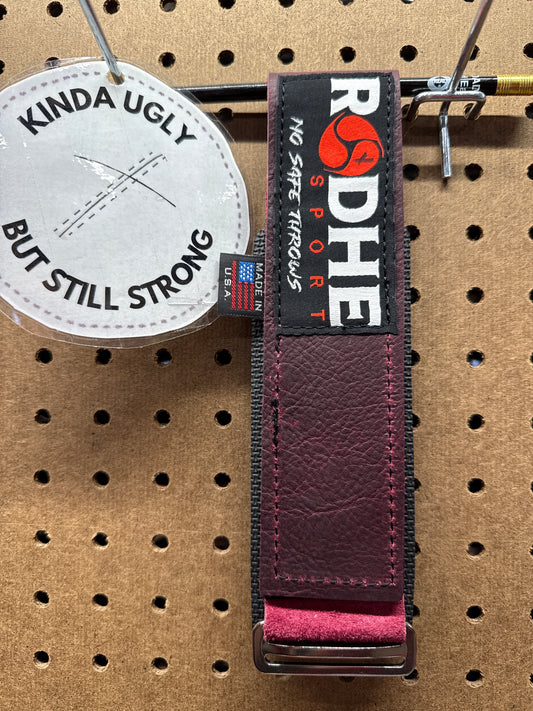 KINDA UGLY
BUT STILL STRONG
MADE IN
U.S.A.
RODHE
SPORT
NO SAFE THROWS